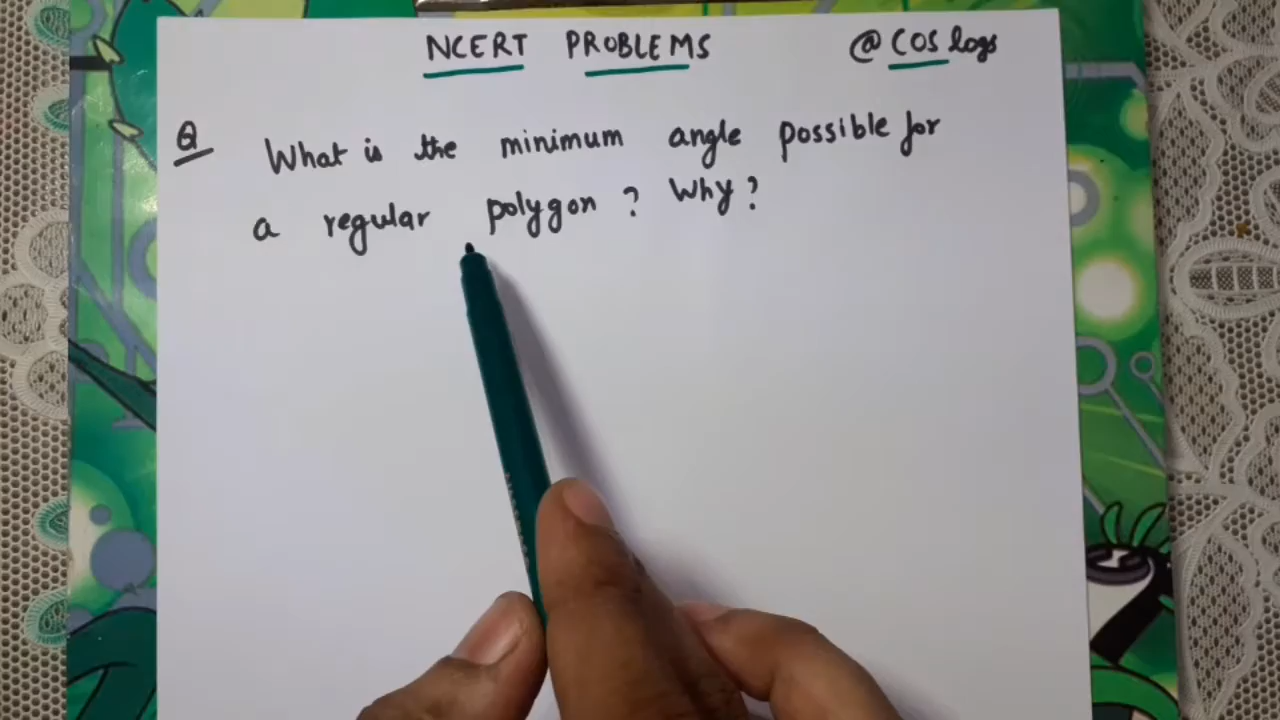 NCERT PROBLEMS @ COS logs
Q What is the minimum angle possible for
a regular polygon ? Why ?